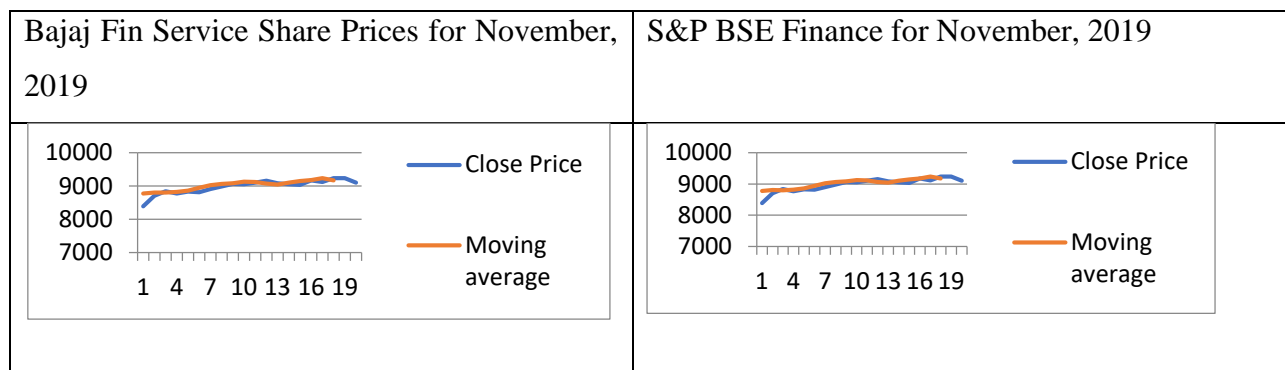 Bajaj Fin Service Share Prices for November,
2019
S&P BSE Finance for November, 2019
10000
9000
8000
7000
1 4 7 10 13 16 19
Close Price
Moving
average
10000
9000
8000
7000
1 4 7 10 13 16 19
Close Price
Moving
average